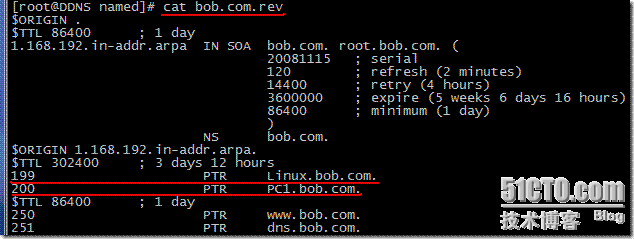 [root@DDNS named]# cat bob.com.rev
$ORIGIN .
$TTL 86400 ; 1 day
1.168.192.in-addr.arpa IN SOA bob.com. root.bob.com. (
20081115 ; serial
120 ; refresh (2 minutes)
14400 ; retry (4 hours)
3600000 ; expire (5 weeks 6 days 16 hours)
86400 ; minimum (1 day)
)
NS bob.com.
$ORIGIN 1.168.192.in-addr.arpa.
$TTL 302400 ; 3 days 12 hours
199 PTR Linux.bob.com.
200 PTR PC1.bob.com.
$TTL 86400 ; 1 day
250 PTR www.bob.com.
251 PTR dns.bob.com.
51CTO.com
技术博客 Blog